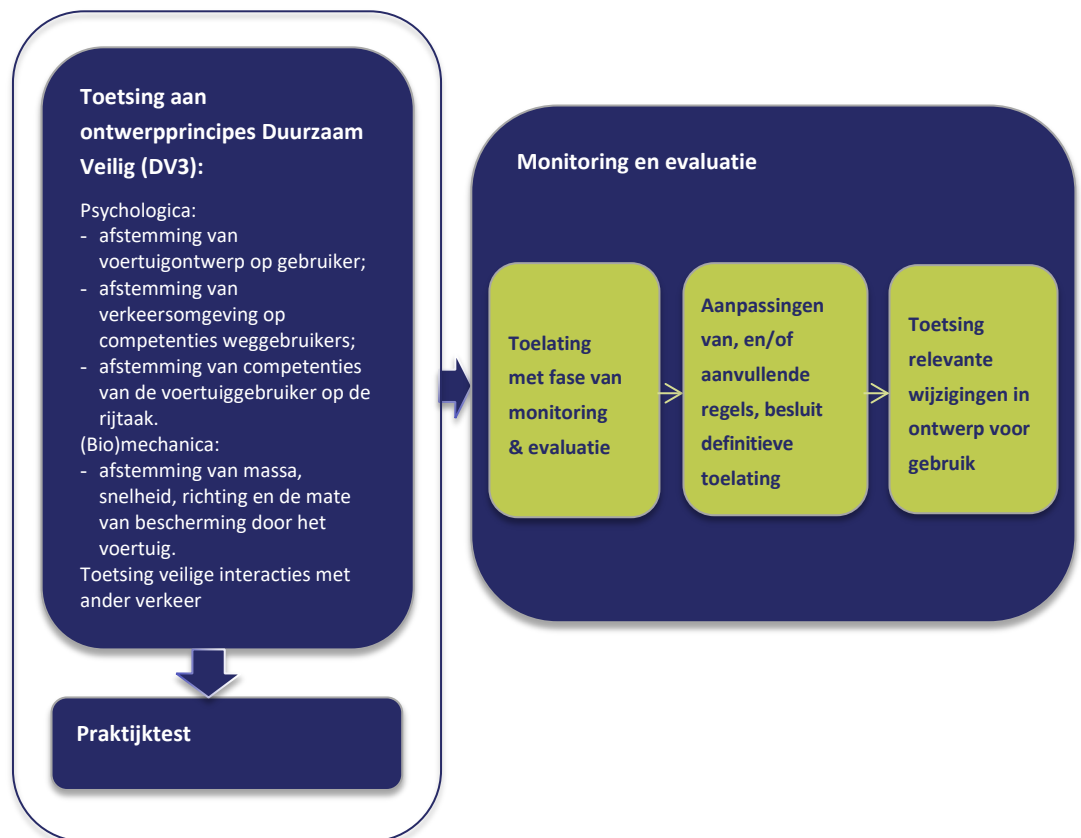 Toetsing aan
ontwerpprincipes Duurzaam
Veilig (DV3):
Psychologica:
- afstemming van
voertuigontwerp op gebruiker;
- afstemming van
verkeersomgeving op
competenties weggebruikers;
- afstemming van competenties
van de voertuiggebruiker op de
rijtaak.
(Bio)mechanica:
- afstemming van massa,
snelheid, richting en de mate
van bescherming door het
voertuig.
Toetsing veilige interacties met
ander verkeer
Praktijktest
Monitoring en evaluatie
Toelating
met fase van
monitoring
& evaluatie
Aanpassingen
van, en/of
aanvullende
regels, besluit
definitieve
toelating
Toetsing
relevante
wijzigingen in
ontwerp voor
gebruik